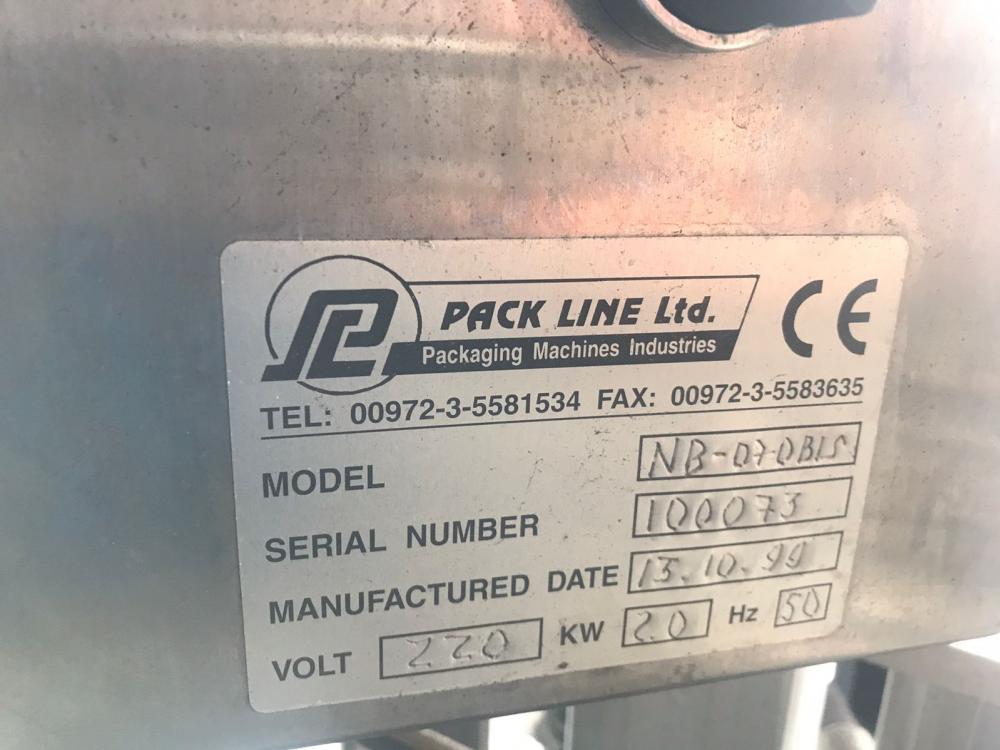 PL
PACK LINE Ltd.
Packaging Machines Industries
CE
TEL: 00972-3-5581534 FAX: 00972-3-5583635
MODEL NB-070BIS
SERIAL NUMBER 100073
MANUFACTURED DATE 13.10.99
VOLT 220 KW 2.0 Hz 50